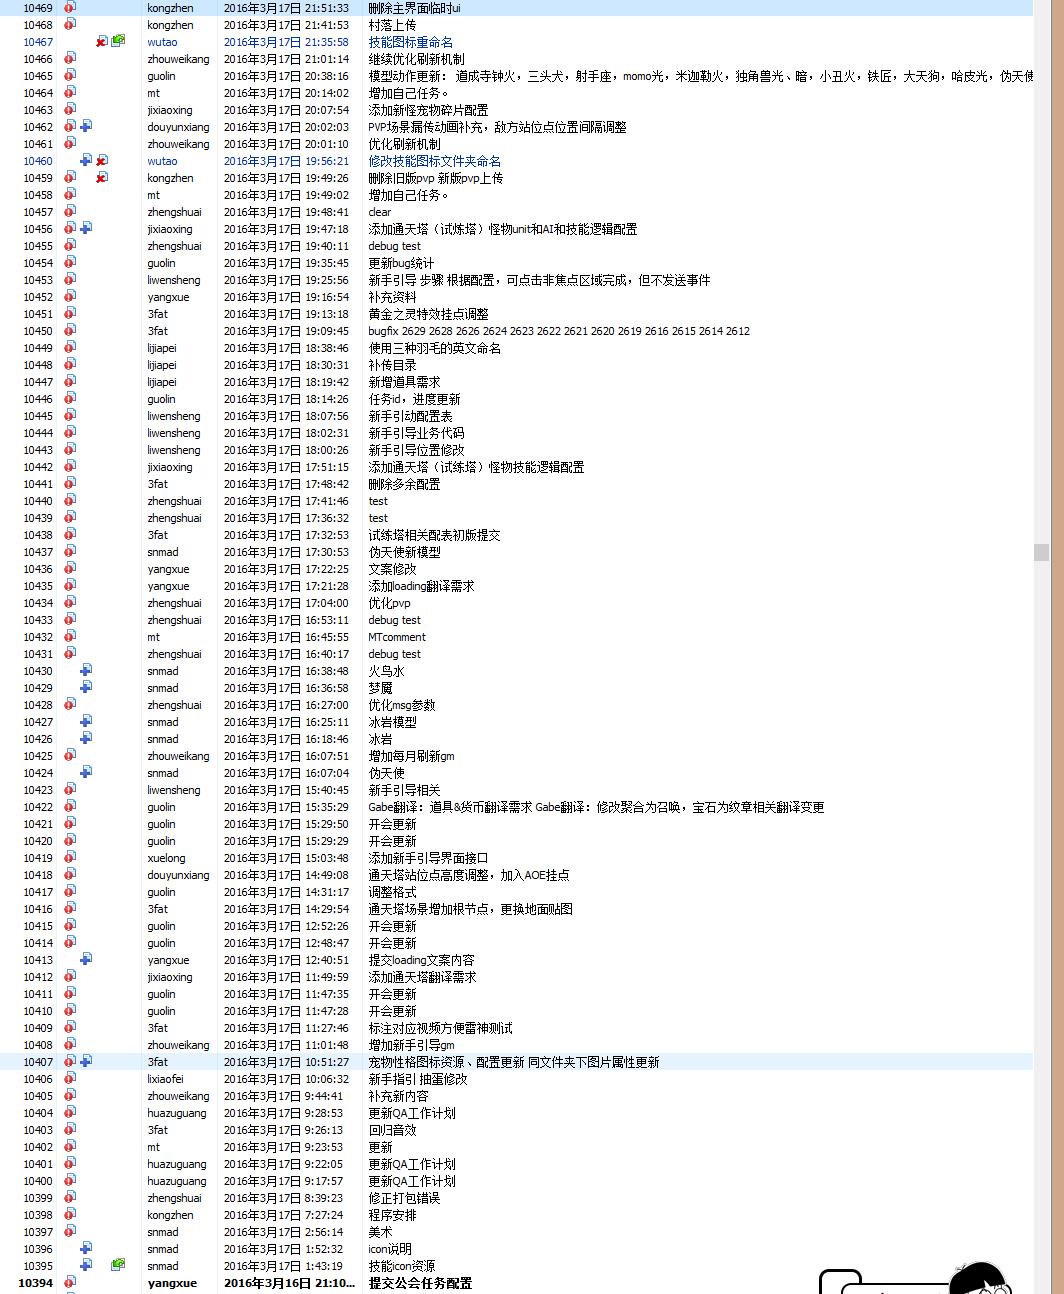 10469 kongzhen 2016年3月17日 21:51:33 删除主界面临时ui
10468 kongzhen 2016年3月17日 21:41:53 村落上传
10467 wutao 2016年3月17日 21:35:58 技能图标重命名
10466 zhouweikang 2016年3月17日 21:01:14 继续优化刷新机制
10465 guolin 2016年3月17日 20:38:16 模型动作更新： 道成寺钟火，三头犬，射手座，momo光，米迦勒火，独角兽光、暗，小丑火，铁匠，大天狗，哈皮光，伪天使
10464 mt 2016年3月17日 20:14:02 增加自己任务。
10463 jixiaoxing 2016年3月17日 20:07:54 添加新怪宠物碎片配置
10462 douyunxiang 2016年3月17日 20:02:03 PVP场景漏传动画补充，敌方站位点位置间隔调整
10461 zhouweikang 2016年3月17日 20:01:10 优化刷新机制
10460 wutao 2016年3月17日 19:56:21 修改技能图标文件夹命名
10459 kongzhen 2016年3月17日 19:49:26 删除旧版pvp 新版pvp上传
10458 mt 2016年3月17日 19:49:02 增加自己任务。
10457 zhengshuai 2016年3月17日 19:48:41 clear
10456 jixiaoxing 2016年3月17日 19:47:18 添加通天塔（试炼塔）怪物unit和AI和技能逻辑配置
10455 zhengshuai 2016年3月17日 19:40:11 debug test
10454 guolin 2016年3月17日 19:35:45 更新bug统计
10453 liwensheng 2016年3月17日 19:25:56 新手引导 步骤 根据配置，可点击非焦点区域完成，但不发送事件
10452 yangxue 2016年3月17日 19:16:54 补充资料
10451 3fat 2016年3月17日 19:13:18 黄金之灵特效挂点调整
10450 3fat 2016年3月17日 19:09:45 bugfix 2629 2628 2626 2624 2623 2622 2621 2620 2619 2616 2615 2614 2612
10449 lijiapei 2016年3月17日 18:38:46 使用三种羽毛的英文命名
10448 lijiapei 2016年3月17日 18:30:31 补传目录
10447 lijiapei 2016年3月17日 18:19:42 新增道具需求
10446 guolin 2016年3月17日 18:14:26 任务id，进度更新
10445 liwensheng 2016年3月17日 18:07:56 新手引动配置表
10444 liwensheng 2016年3月17日 18:02:31 新手引导业务代码
10443 liwensheng 2016年3月17日 18:00:26 新手引导位置修改
10442 jixiaoxing 2016年3月17日 17:51:15 添加通天塔（试练塔）怪物技能逻辑配置
10441 3fat 2016年3月17日 17:48:42 删除多余配置
10440 zhengshuai 2016年3月17日 17:41:46 test
10439 zhengshuai 2016年3月17日 17:36:32 test
10438 3fat 2016年3月17日 17:32:53 试练塔相关配表初版提交
10437 snmad 2016年3月17日 17:30:53 伪天使新模型
10436 yangxue 2016年3月17日 17:22:25 文案修改
10435 yangxue 2016年3月17日 17:21:28 添加loading翻译需求
10434 zhengshuai 2016年3月17日 17:04:00 优化pvp
10433 zhengshuai 2016年3月17日 16:53:11 debug test
10432 mt 2016年3月17日 16:45:55 MTcomment
10431 zhengshuai 2016年3月17日 16:40:17 debug test
10430 snmad 2016年3月17日 16:38:48 火鸟水
10429 snmad 2016年3月17日 16:36:58 梦魇
10428 zhengshuai 2016年3月17日 16:27:00 优化msg参数
10427 snmad 2016年3月17日 16:25:11 冰岩模型
10426 snmad 2016年3月17日 16:18:46 冰岩
10425 zhouweikang 2016年3月17日 16:07:51 增加每月刷新gm
10424 snmad 2016年3月17日 16:07:04 伪天使
10423 liwensheng 2016年3月17日 15:40:45 新手引导相关
10422 guolin 2016年3月17日 15:35:29 Gabe翻译：道具&货币翻译需求 Gabe翻译：修改聚合为召唤，宝石为纹章相关翻译变更
10421 guolin 2016年3月17日 15:29:50 开会更新
10420 guolin 2016年3月17日 15:29:29 开会更新
10419 xuelong 2016年3月17日 15:03:48 添加新手引导界面接口
10418 douyunxiang 2016年3月17日 14:49:08 通天塔站位点高度调整，加入AOE挂点
10417 guolin 2016年3月17日 14:31:17 调整格式
10416 3fat 2016年3月17日 14:29:54 通天塔场景增加根节点，更换地面贴图
10415 guolin 2016年3月17日 12:52:26 开会更新
10414 guolin 2016年3月17日 12:48:47 开会更新
10413 yangxue 2016年3月17日 12:40:51 提交loading文案内容
10412 jixiaoxing 2016年3月17日 11:49:59 添加通天塔翻译需求
10411 guolin 2016年3月17日 11:47:35 开会更新
10410 guolin 2016年3月17日 11:47:28 开会更新
10409 3fat 2016年3月17日 11:27:46 标注对应视频方便雷神测试
10408 zhouweikang 2016年3月17日 11:01:48 增加新手引导gm
10407 3fat 2016年3月17日 10:51:27 宠物性格图标资源、配置更新 同文件夹下图片属性更新
10406 lixiaofei 2016年3月17日 10:06:32 新手指引 抽蛋修改
10405 zhouweikang 2016年3月17日 9:44:41 补充新内容
10404 huazuguang 2016年3月17日 9:28:53 更新QA工作计划
10403 3fat 2016年3月17日 9:26:13 回归音效
10402 mt 2016年3月17日 9:23:53 更新
10401 huazuguang 2016年3月17日 9:22:05 更新QA工作计划
10400 huazuguang 2016年3月17日 9:17:57 更新QA工作计划
10399 zhengshuai 2016年3月17日 8:39:23 修正打包错误
10398 kongzhen 2016年3月17日 7:27:24 程序安排
10397 snmad 2016年3月17日 2:56:14 美术
10396 snmad 2016年3月17日 1:52:32 icon说明
10395 snmad 2016年3月17日 1:43:19 技能icon资源
10394 yangxue 2016年3月16日 21:10... 提交公会任务配置